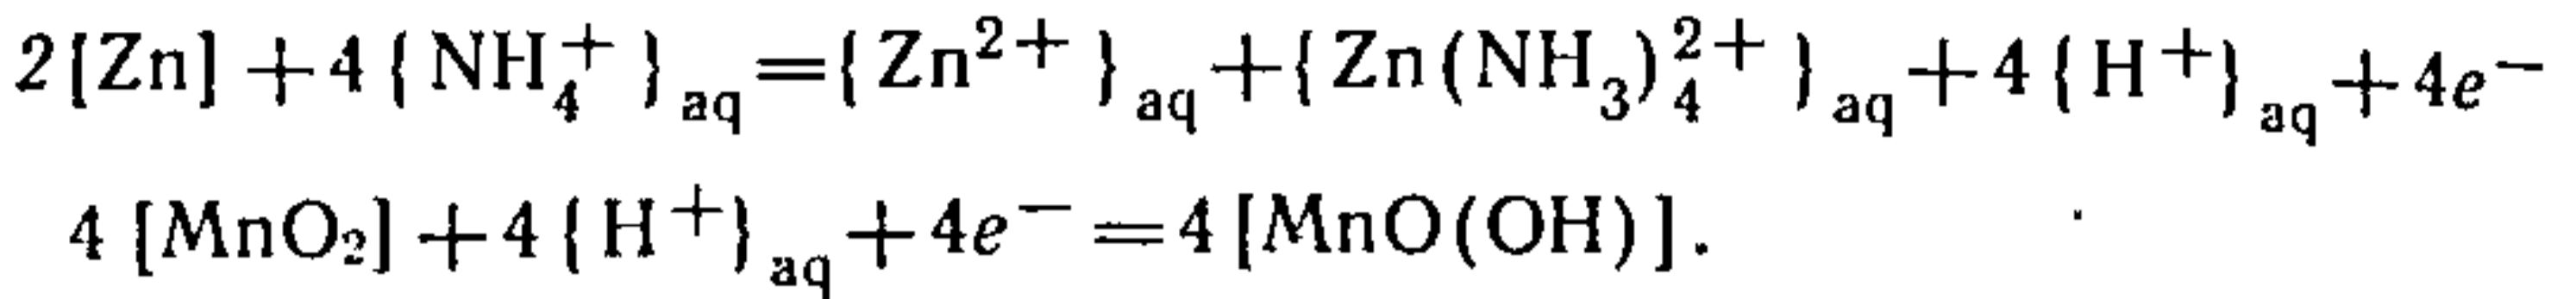 2[Zn]+4{NH₄⁺}aq={Zn²⁺}aq+{Zn(NH₃)₄²⁺}aq+4{H⁺}aq+4e⁻
4[MnO₂]+4{H⁺}aq+4e⁻=4[MnO(OH)].